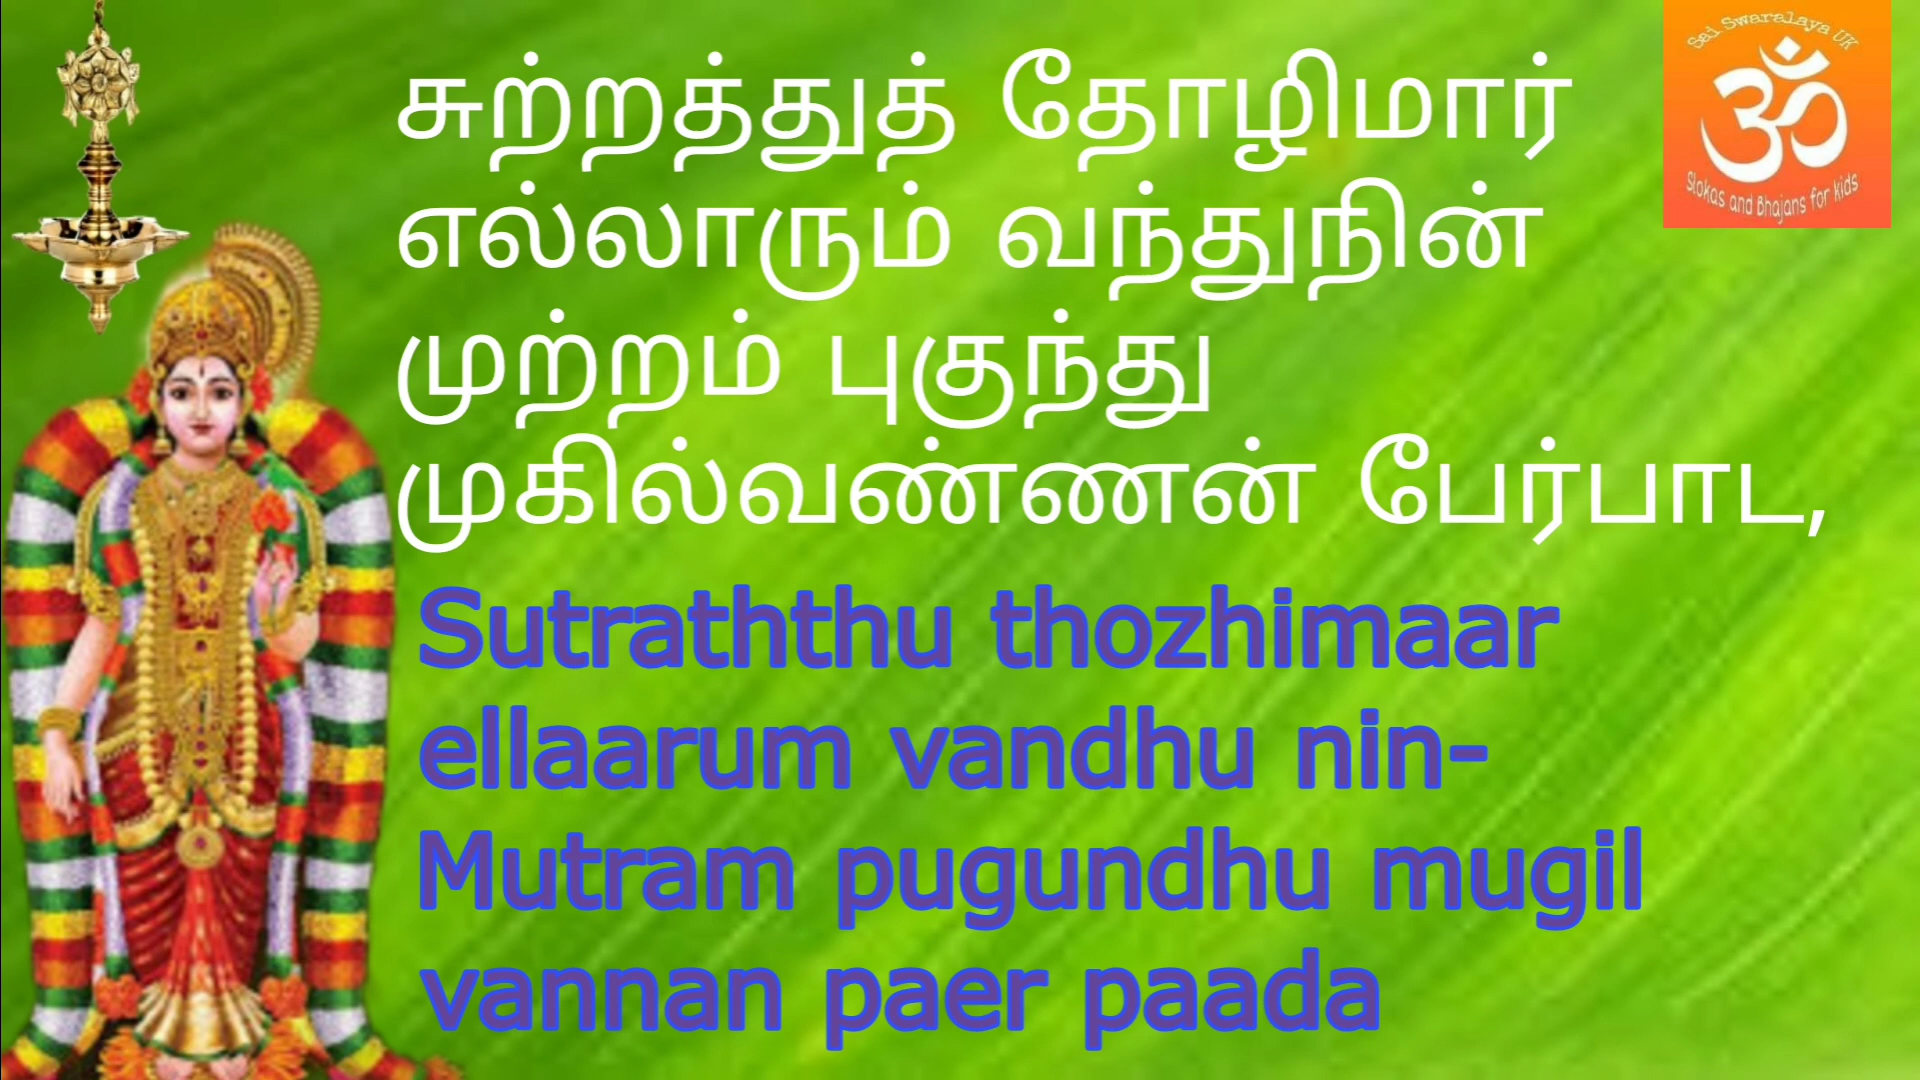 Sai Swaralaya UK
ॐ
Slokas and Bhajans for kids
சுற்றத்துத் தோழிமார்
எல்லாரும் வந்துநின்
முற்றம் புகுந்து
முகில்வண்ணன் பேர்பாட,
Sutraththu thozhimaar
ellaarum vandhu nin-
Mutram pugundhu mugil
vannan paer paada